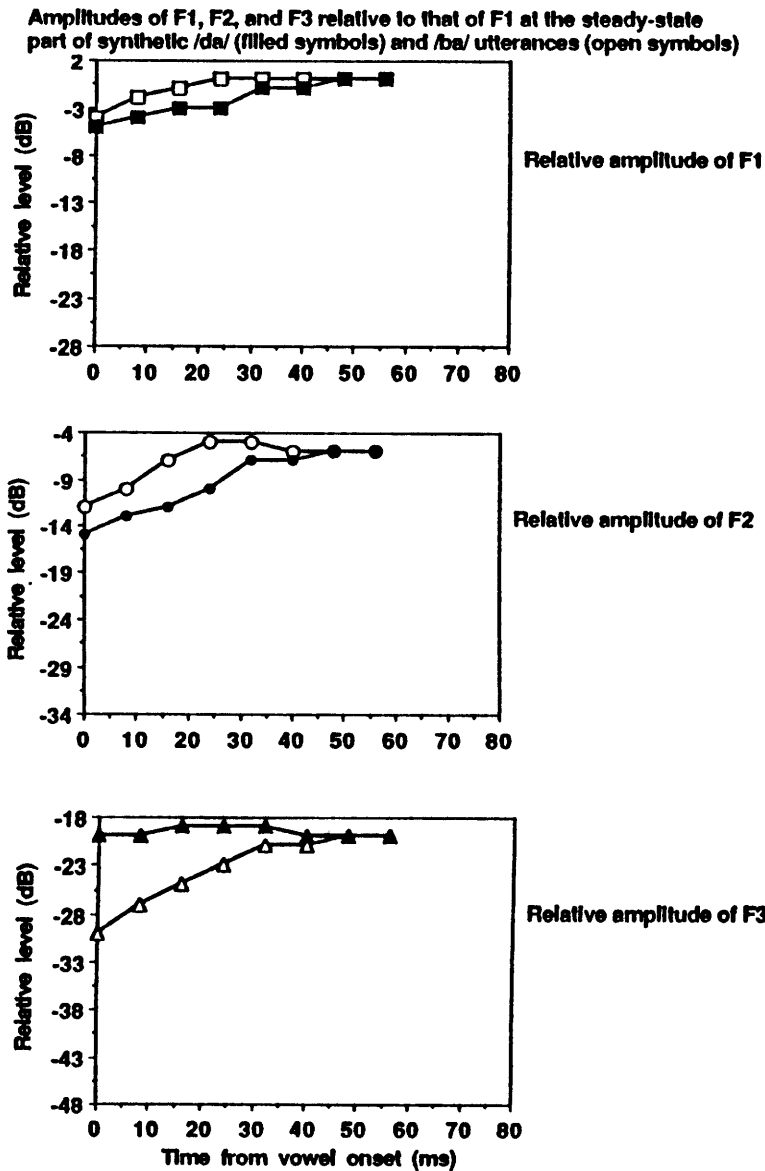 Amplitudes of F1, F2, and F3 relative to that of F1 at the steady-state
part of synthetic /da/ (filled symbols) and /ba/ utterances (open symbols)
2
-3
-8
-13
-18
-23
-28
Relative level (dB)
Relative amplitude of F1
0 10 20 30 40 50 60 70 80
-4
-9
-14
-19
-24
-29
-34
Relative level (dB)
Relative amplitude of F2
0 10 20 30 40 50 60 70 80
-18
-23
-28
-33
-38
-43
-48
Relative level (dB)
Relative amplitude of F3
0 10 20 30 40 50 60 70 80
Time from vowel onset (ms)